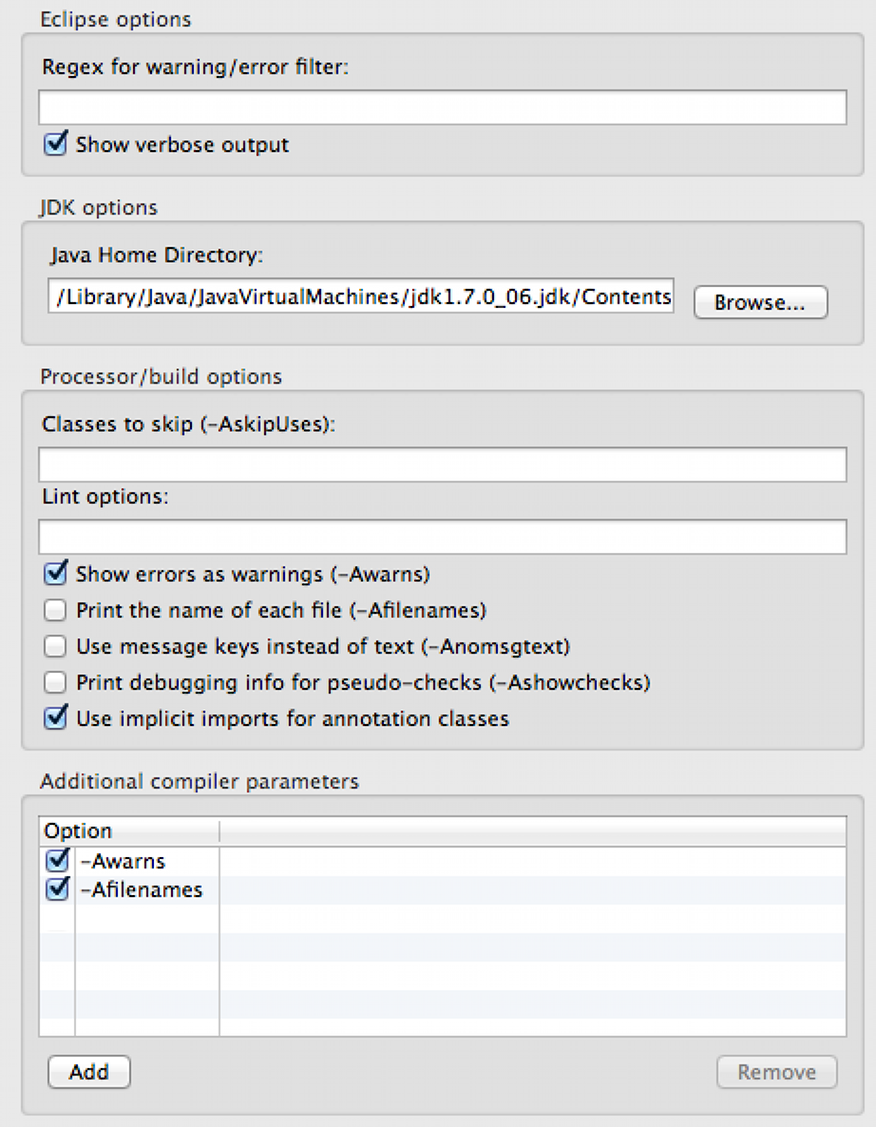 Eclipse options
Regex for warning/error filter:
Show verbose output
JDK options
Java Home Directory:
/Library/Java/JavaVirtualMachines/jdk1.7.0_06.jdk/Contents
Browse...
Processor/build options
Classes to skip (-AskipUses):
Lint options:
Show errors as warnings (-Awarns)
Print the name of each file (-Afilenames)
Use message keys instead of text (-Anomsgtext)
Print debugging info for pseudo-checks (-Ashowchecks)
Use implicit imports for annotation classes
Additional compiler parameters
Option
-Awarns
-Afilenames
Add
Remove